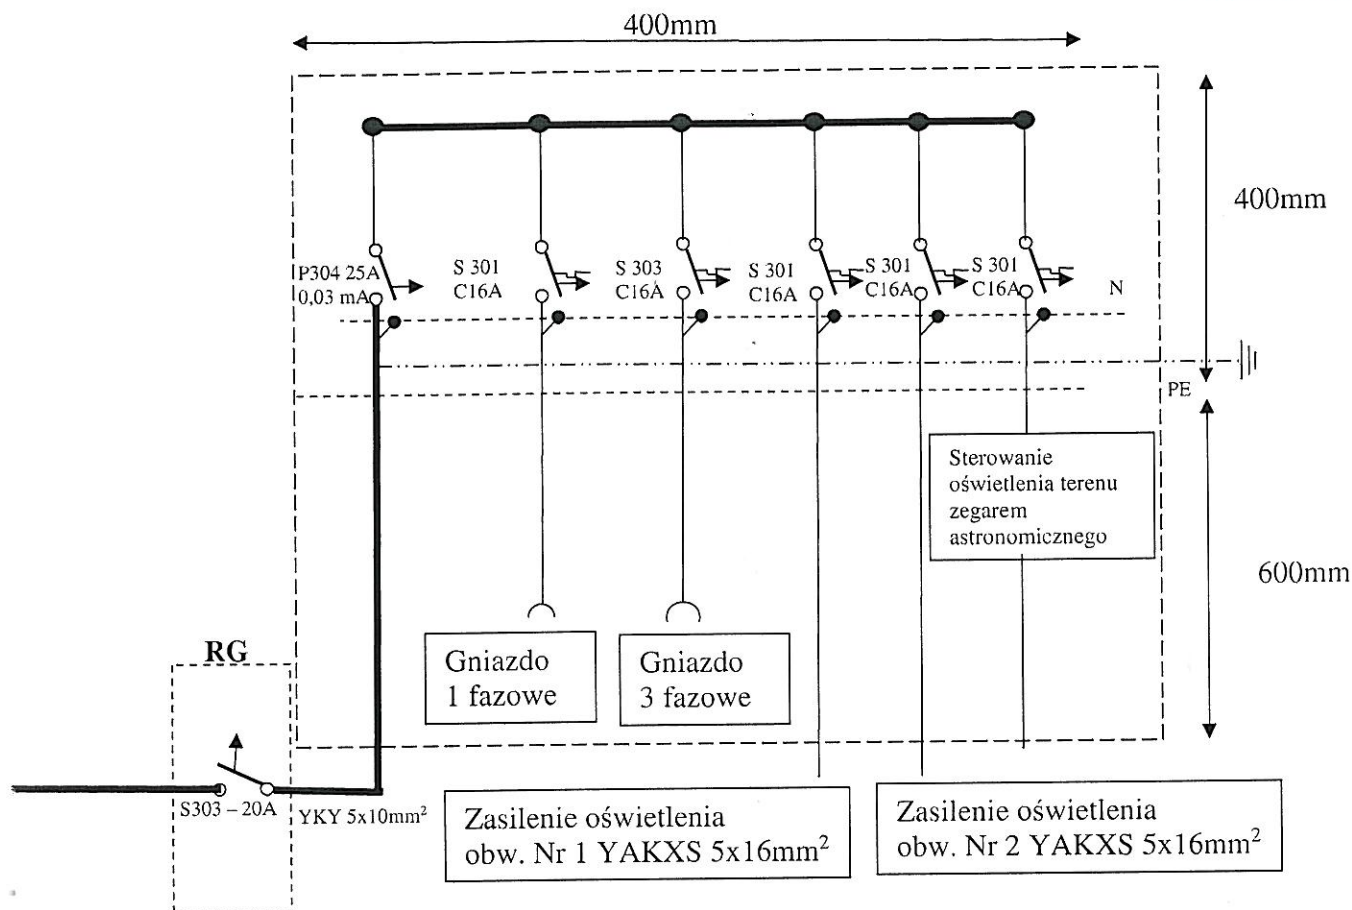 400mm
400mm
P304 25A
0,03 mA
S 301
C16A
S 303
C16A
S 301
C16A
S 301
C16A
S 301
C16A
N
PE
Sterowanie
oświetlenia terenu
zegarem
astronomicznego
600mm
Gniazdo
1 fazowe
Gniazdo
3 fazowe
RG
S303 – 20A
YKY 5x10mm²
Zasilenie oświetlenia
obw. Nr 1 YAKXS 5x16mm²
Zasilenie oświetlenia
obw. Nr 2 YAKXS 5x16mm²